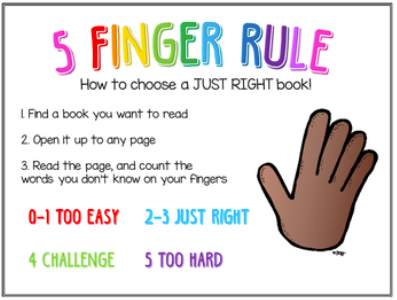 5 FINGER RULE
How to choose a JUST RIGHT book!
1. Find a book you want to read
2. Open it up to any page
3. Read the page, and count the
words you don't know on your fingers
0-1 TOO EASY
2-3 JUST RIGHT
4 CHALLENGE
5 TOO HARD